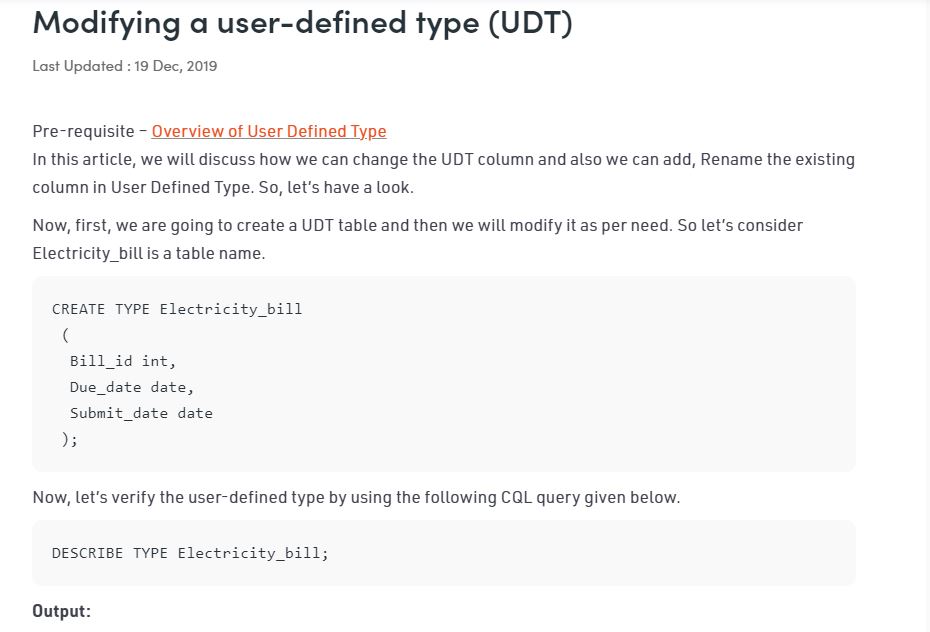 Modifying a user-defined type (UDT)
Last Updated : 19 Dec, 2019
Pre-requisite – Overview of User Defined Type
In this article, we will discuss how we can change the UDT column and also we can add, Rename the existing
column in User Defined Type. So, let's have a look.
Now, first, we are going to create a UDT table and then we will modify it as per need. So let's consider
Electricity_bill is a table name.
CREATE TYPE Electricity_bill
(
Bill_id int,
Due_date date,
Submit_date date
);
Now, let's verify the user-defined type by using the following CQL query given below.
DESCRIBE TYPE Electricity_bill;
Output: